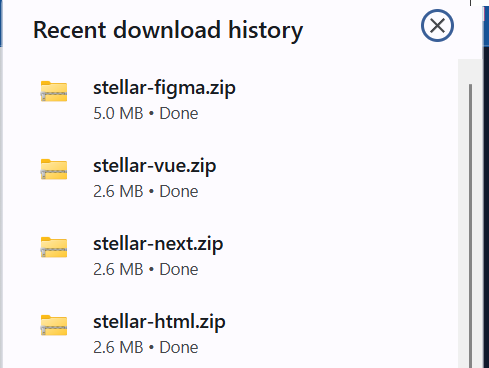 Recent download history
stellar-figma.zip
5.0 MB • Done
stellar-vue.zip
2.6 MB • Done
stellar-next.zip
2.6 MB • Done
stellar-html.zip
2.6 MB • Done